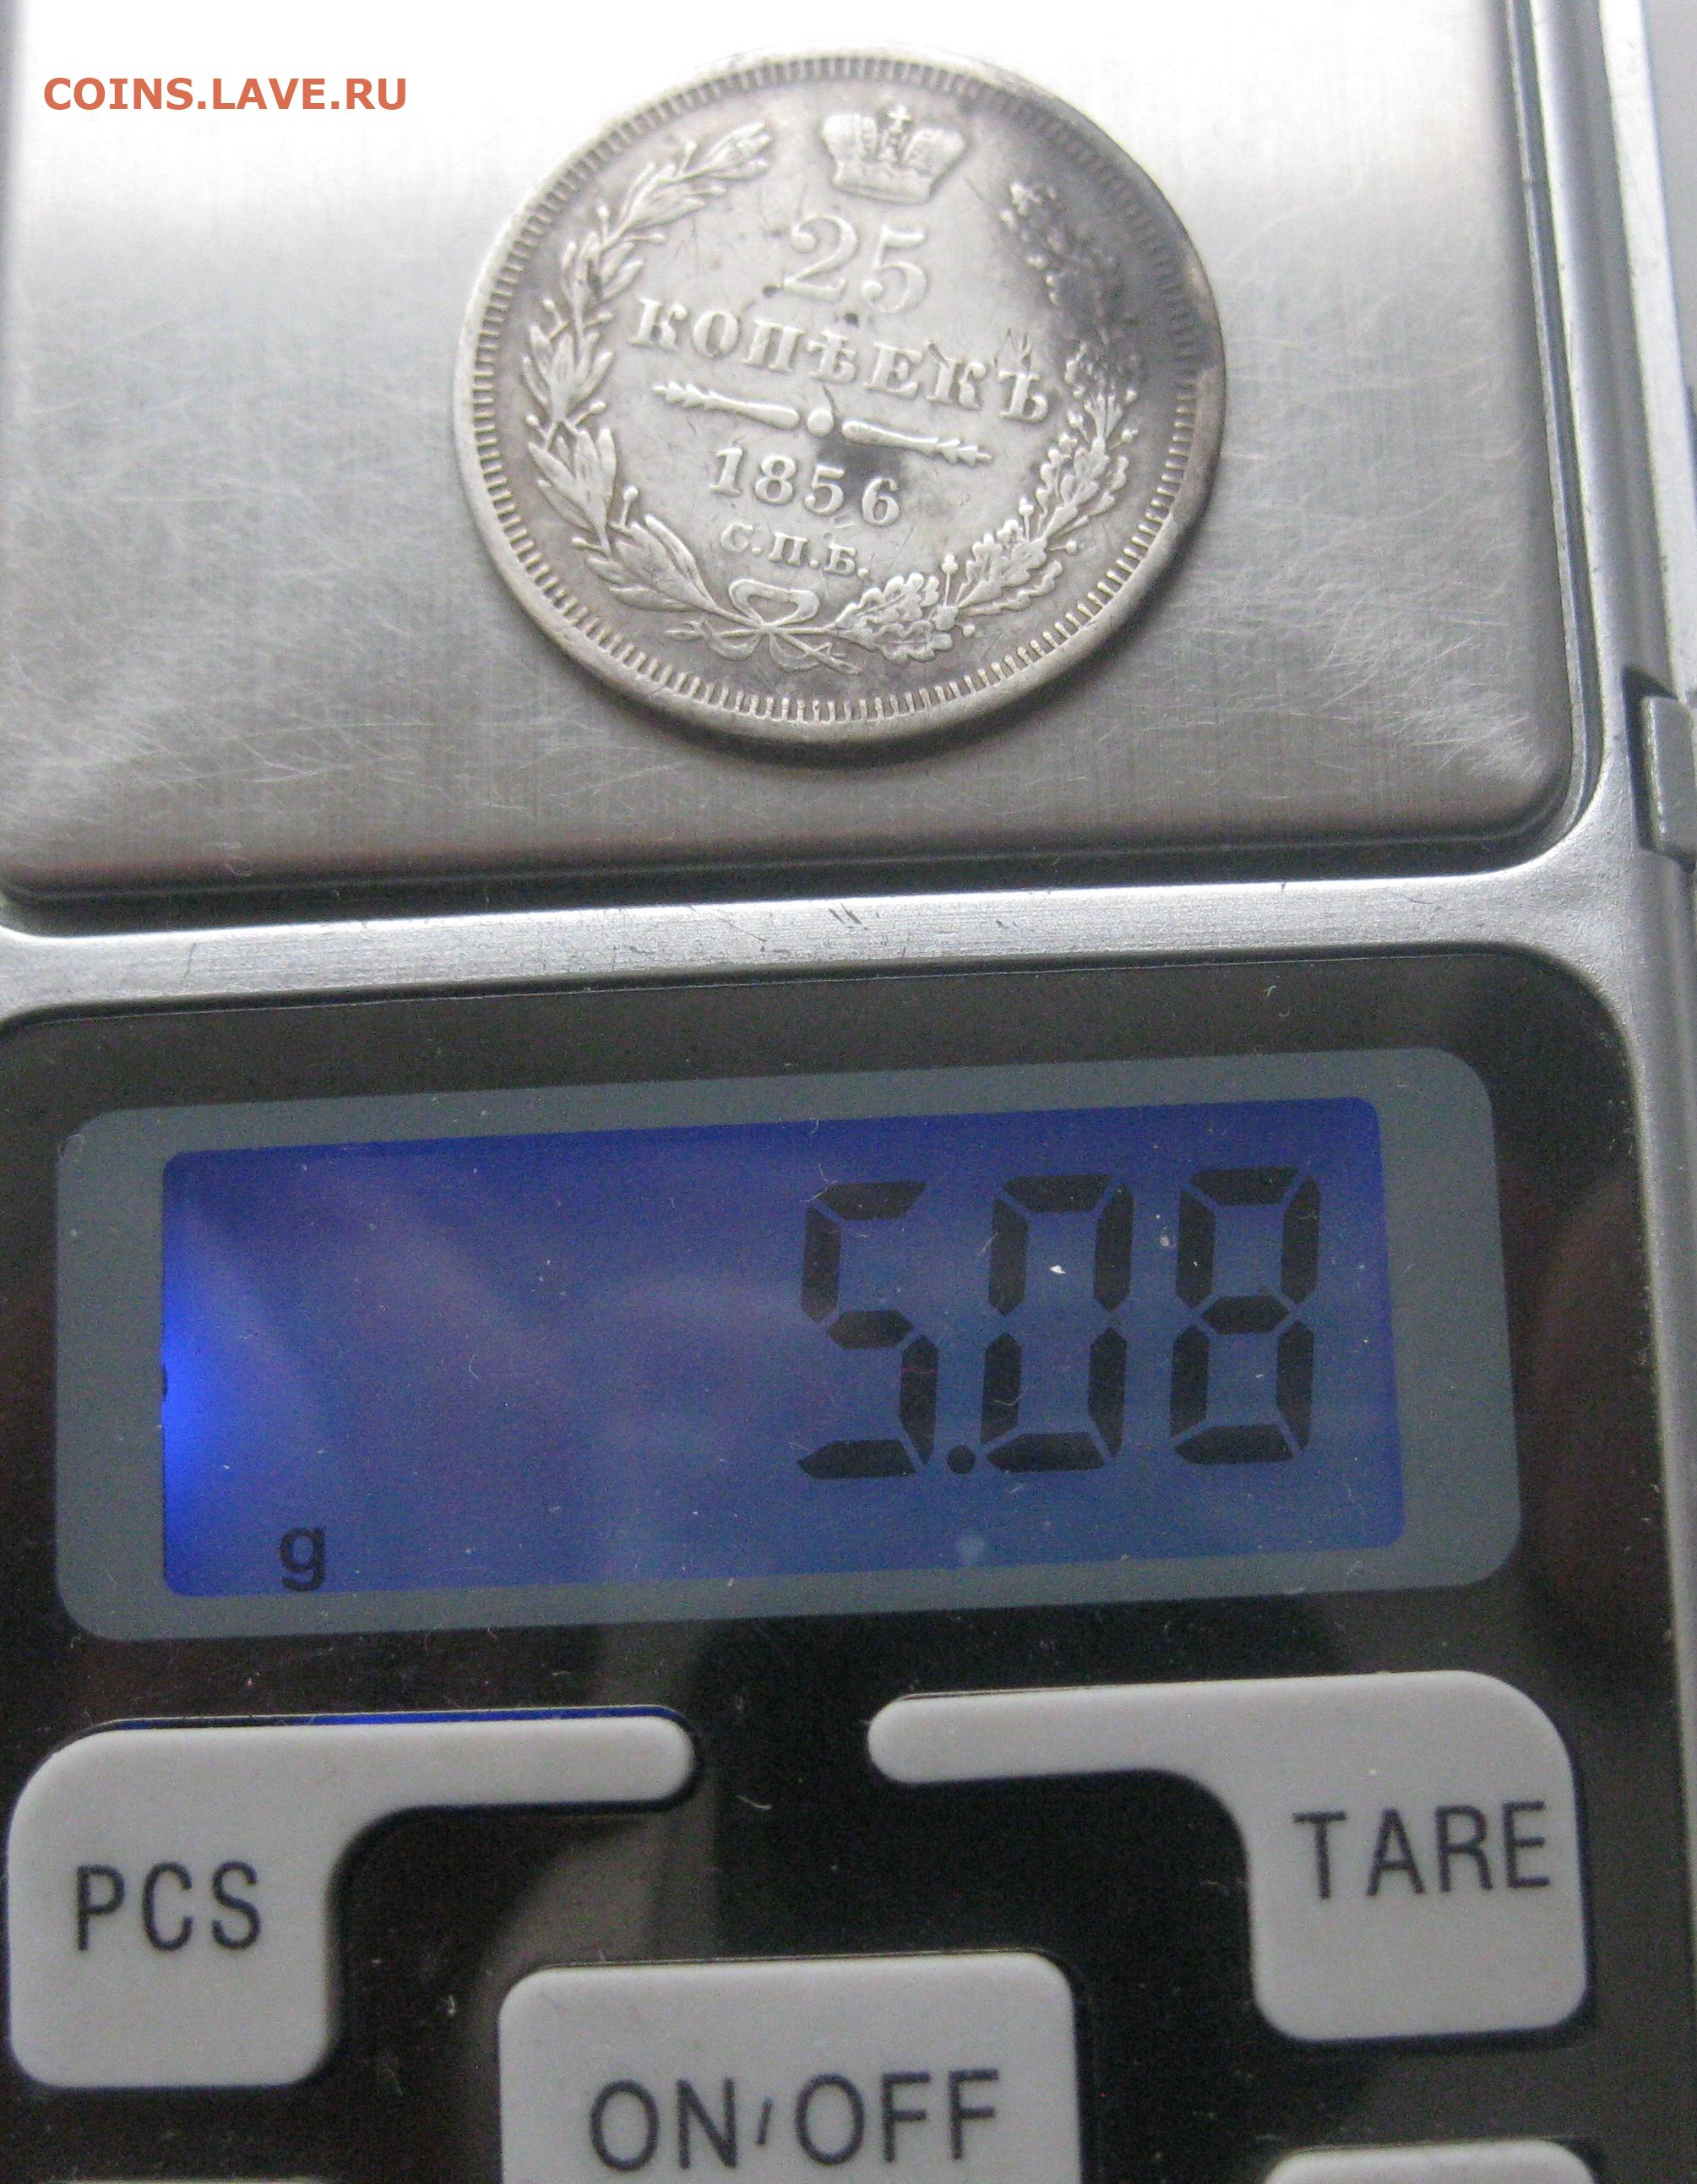 COINS.LAVE.RU
25
КОПѢЕКЪ
1856
С.П.Б.
5.08
g
PCS
TARE
ON/OFF